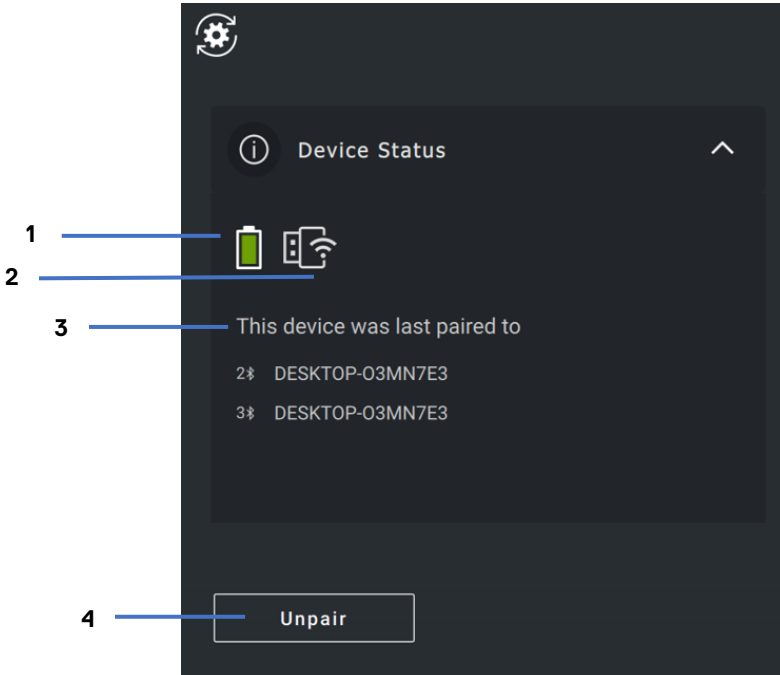 Device Status
1
2
3 This device was last paired to
2 DESKTOP-O3MN7E3
3 DESKTOP-O3MN7E3
4 Unpair